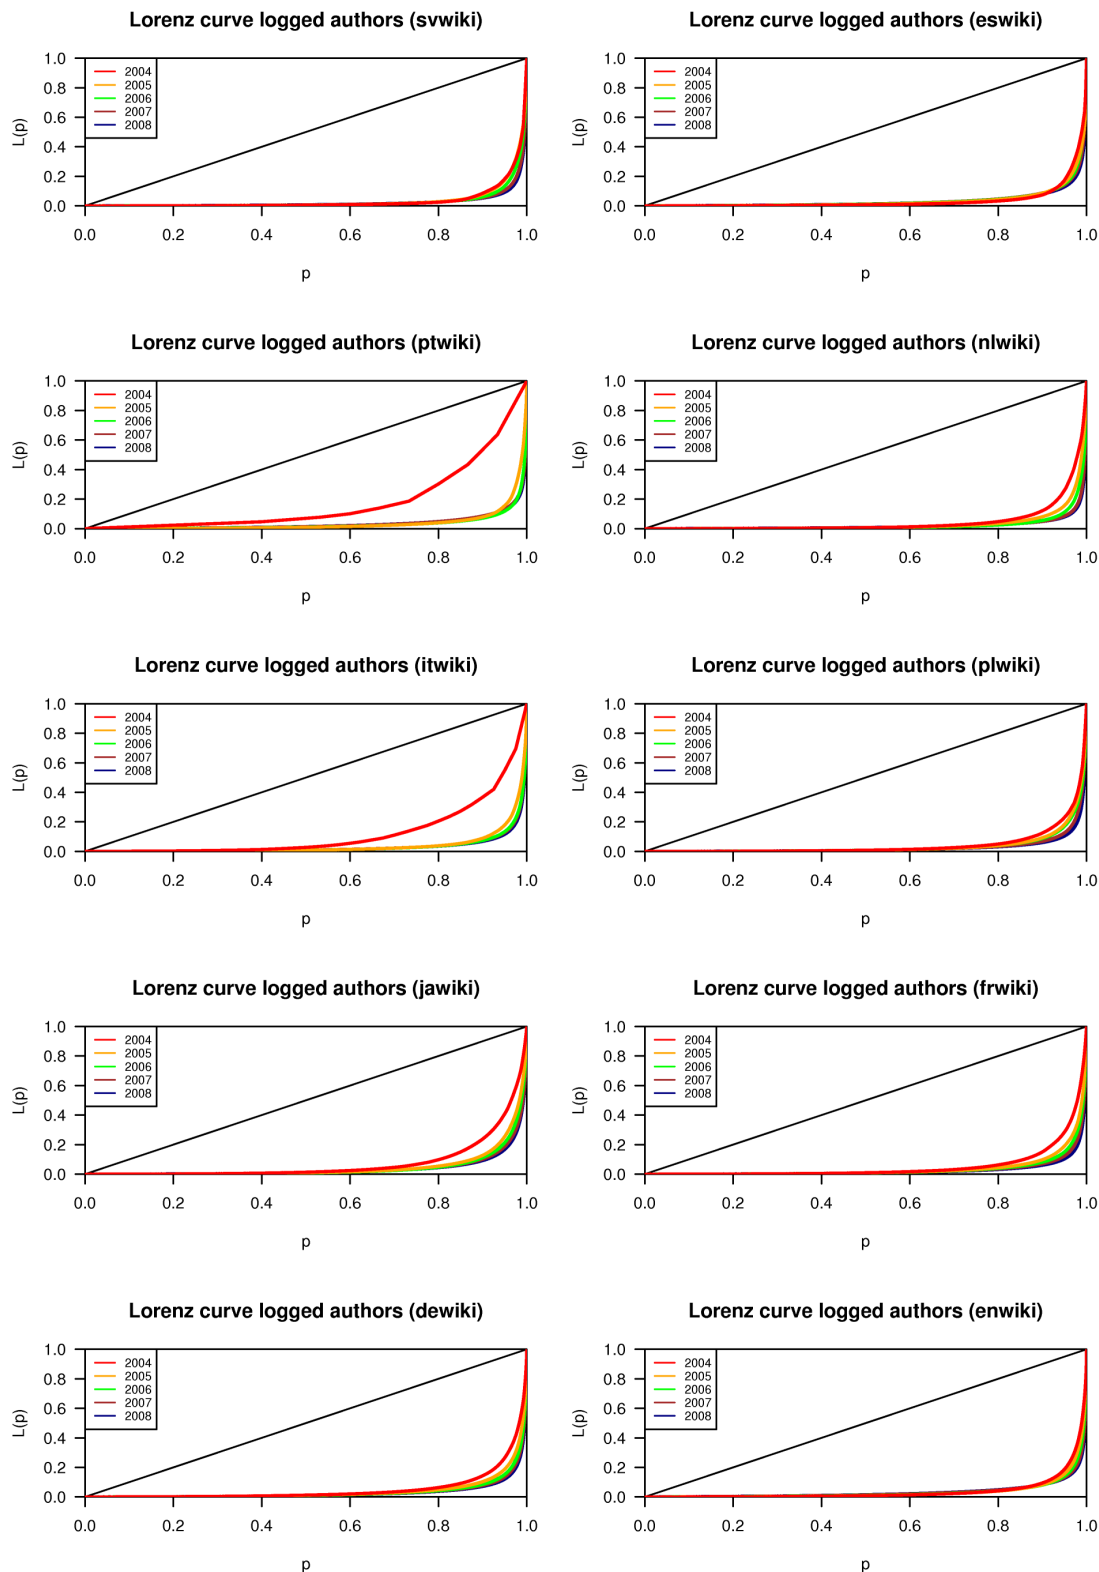 Lorenz curve logged authors (svwiki)
L(p)
1.0
0.8
0.6
0.4
0.2
0.0
2004
2005
2006
2007
2008
0.0 0.2 0.4 0.6 0.8 1.0
p
Lorenz curve logged authors (eswiki)
L(p)
1.0
0.8
0.6
0.4
0.2
0.0
2004
2005
2006
2007
2008
0.0 0.2 0.4 0.6 0.8 1.0
p
Lorenz curve logged authors (ptwiki)
L(p)
1.0
0.8
0.6
0.4
0.2
0.0
2004
2005
2006
2007
2008
0.0 0.2 0.4 0.6 0.8 1.0
p
Lorenz curve logged authors (nlwiki)
L(p)
1.0
0.8
0.6
0.4
0.2
0.0
2004
2005
2006
2007
2008
0.0 0.2 0.4 0.6 0.8 1.0
p
Lorenz curve logged authors (itwiki)
L(p)
1.0
0.8
0.6
0.4
0.2
0.0
2004
2005
2006
2007
2008
0.0 0.2 0.4 0.6 0.8 1.0
p
Lorenz curve logged authors (plwiki)
L(p)
1.0
0.8
0.6
0.4
0.2
0.0
2004
2005
2006
2007
2008
0.0 0.2 0.4 0.6 0.8 1.0
p
Lorenz curve logged authors (jawiki)
L(p)
1.0
0.8
0.6
0.4
0.2
0.0
2004
2005
2006
2007
2008
0.0 0.2 0.4 0.6 0.8 1.0
p
Lorenz curve logged authors (frwiki)
L(p)
1.0
0.8
0.6
0.4
0.2
0.0
2004
2005
2006
2007
2008
0.0 0.2 0.4 0.6 0.8 1.0
p
Lorenz curve logged authors (dewiki)
L(p)
1.0
0.8
0.6
0.4
0.2
0.0
2004
2005
2006
2007
2008
0.0 0.2 0.4 0.6 0.8 1.0
p
Lorenz curve logged authors (enwiki)
L(p)
1.0
0.8
0.6
0.4
0.2
0.0
2004
2005
2006
2007
2008
0.0 0.2 0.4 0.6 0.8 1.0
p